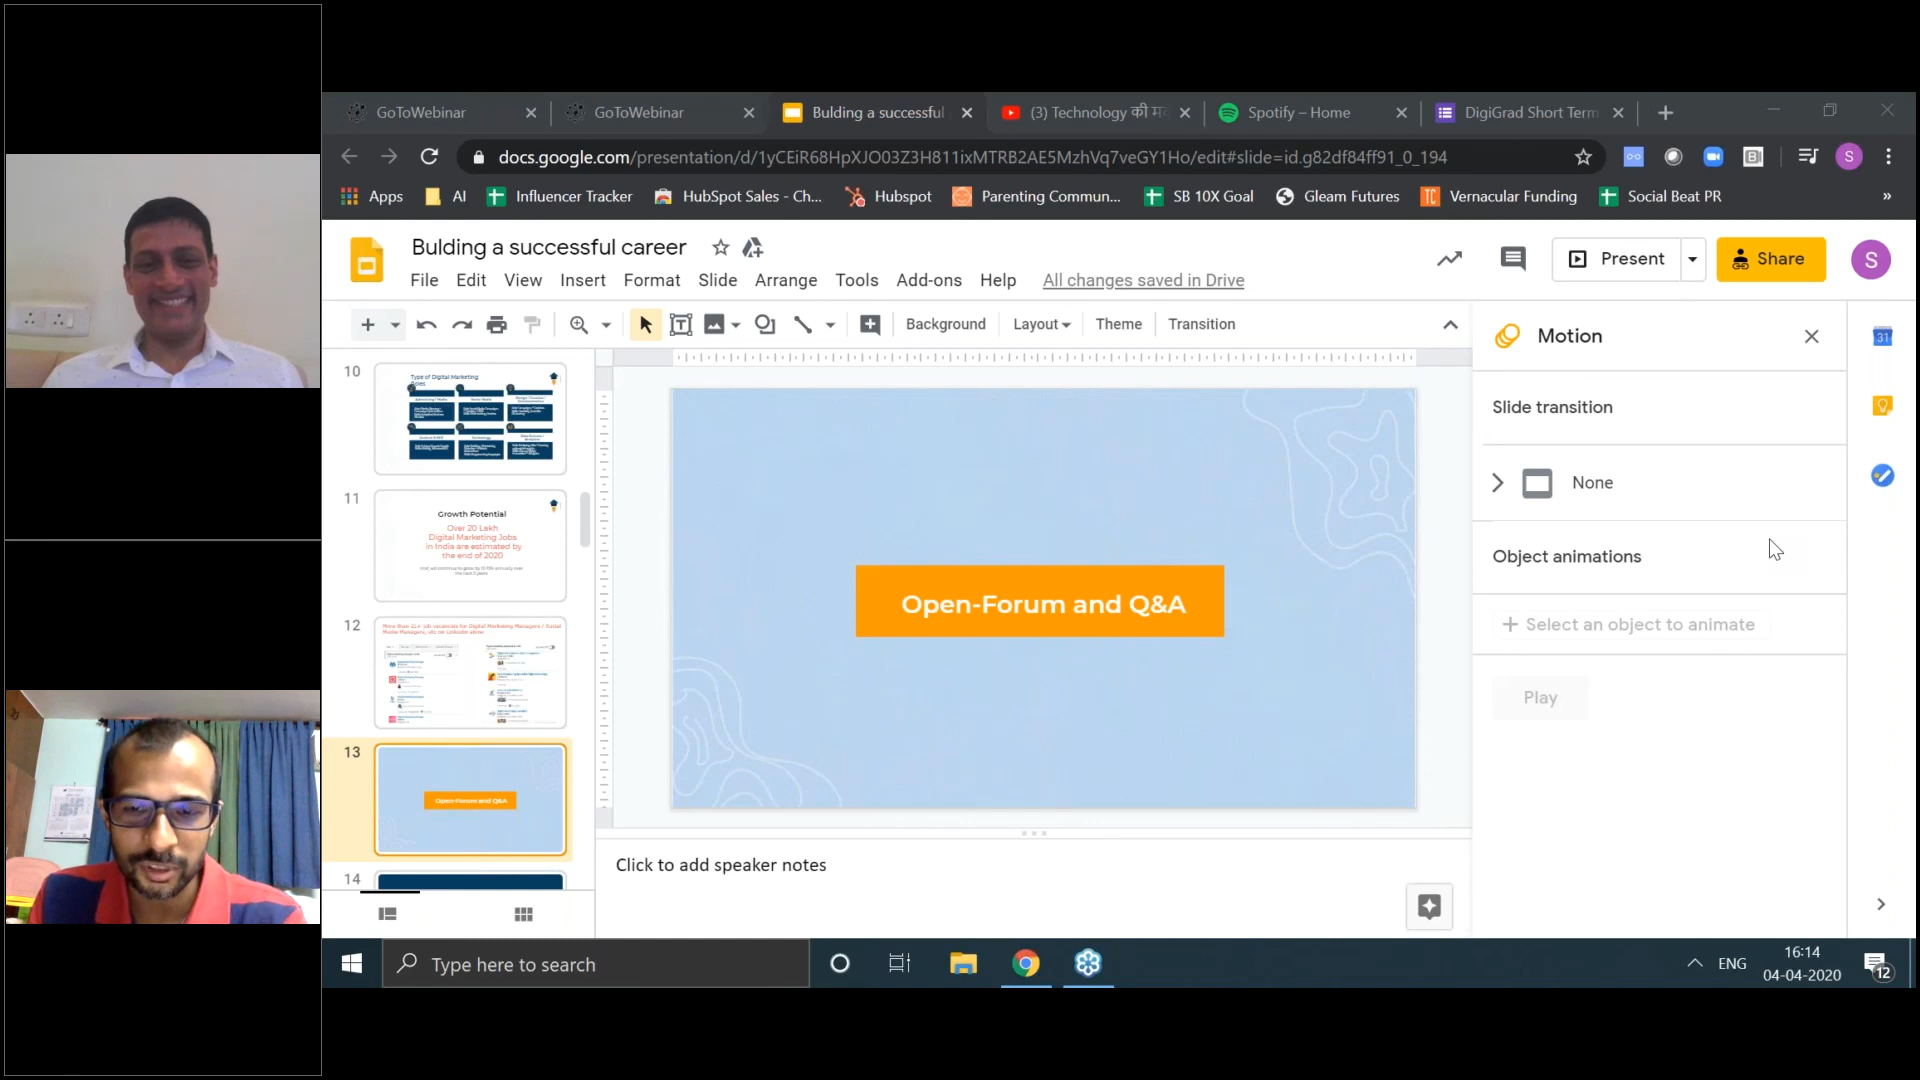 GoToWebinar
GoToWebinar
Bulding a successful
(3) Technology की म
Spotify – Home
DigiGrad Short Term
docs.google.com/presentation/d/1yCEiR68HpXJO03Z3H811ixMTRB2AE5MzhVq7veGY1Ho/edit#slide=id.g82df84ff91_0_194
S
Apps
AI
Influencer Tracker
HubSpot Sales - Ch...
Hubspot
Parenting Commun...
SB 10X Goal
Gleam Futures
TC
Vernacular Funding
Social Beat PR
»
Bulding a successful career
Present
Share
S
File Edit View Insert Format Slide Arrange Tools Add-ons Help All changes saved in Drive
Background Layout Theme Transition
Motion
31
Slide transition
None
Object animations
+ Select an object to animate
Play
10
Type of Digital Marketing
Roles
11
Growth Potential
Over 20 Lakh
Digital Marketing Jobs
in India are estimated by
the end of 2020
12
13
Open-Forum and Q&A
14
Open-Forum and Q&A
Click to add speaker notes
Type here to search
ENG
16:14
04-04-2020
12